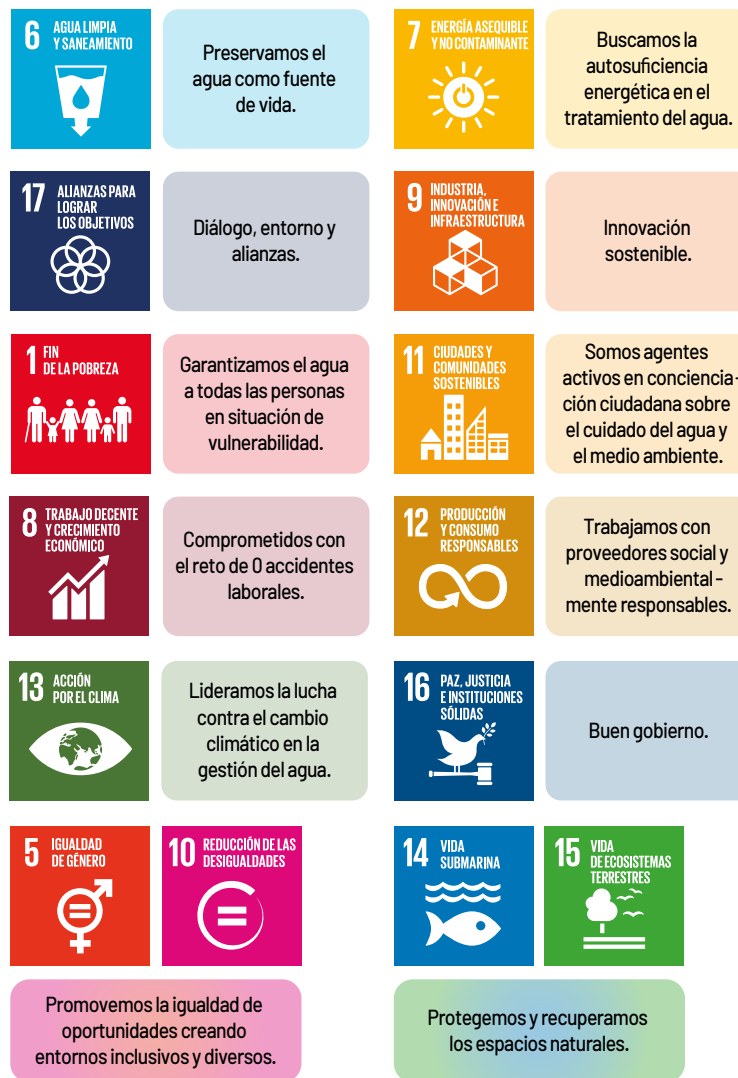 6 AGUA LIMPIA
Y SANEAMIENTO
Preservamos el
agua como fuente
de vida.
7 ENERGÍA ASEQUIBLE
Y NO CONTAMINANTE
Buscamos la
autosuficiencia
energética en el
tratamiento del agua.
17 ALIANZAS PARA
LOGRAR
LOS OBJETIVOS
Diálogo, entorno y
alianzas.
9 INDUSTRIA,
INNOVACIÓN E
INFRAESTRUCTURA
Innovación
sostenible.
1 FIN
DE LA POBREZA
Garantizamos el agua
a todas las personas
en situación de
vulnerabilidad.
11 CIUDADES Y
COMUNIDADES
SOSTENIBLES
Somos agentes
activos en conciencia-
ción ciudadana sobre
el cuidado del agua y
el medio ambiente.
8 TRABAJO DECENTE
Y CRECIMIENTO
ECONÓMICO
Comprometidos con
el reto de 0 accidentes
laborales.
12 PRODUCCIÓN
Y CONSUMO
RESPONSABLES
Trabajamos con
proveedores social y
medioambiental-
mente responsables.
13 ACCIÓN
POR EL CLIMA
Lideramos la lucha
contra el cambio
climático en la
gestión del agua.
16 PAZ, JUSTICIA
E INSTITUCIONES
SÓLIDAS
Buen gobierno.
5 IGUALDAD
DE GÉNERO
10 REDUCCIÓN DE LAS
DESIGUALDADES
Promovemos la igualdad de
oportunidades creando
entornos inclusivos y diversos.
14 VIDA
SUBMARINA
15 VIDA
DE ECOSISTEMAS
TERRESTRES
Protegemos y recuperamos
los espacios naturales.